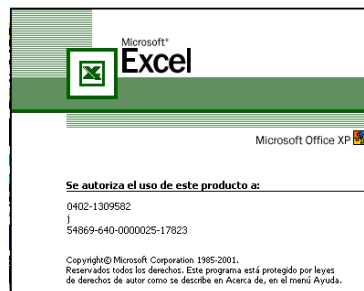 Microsoft®
Excel
Microsoft Office XP
Se autoriza el uso de este producto a:
0402-1309582
j
54869-640-0000025-17823
Copyright© Microsoft Corporation 1985-2001.
Reservados todos los derechos. Este programa está protegido por leyes
de derechos de autor como se describe en Acerca de, en el menú Ayuda.